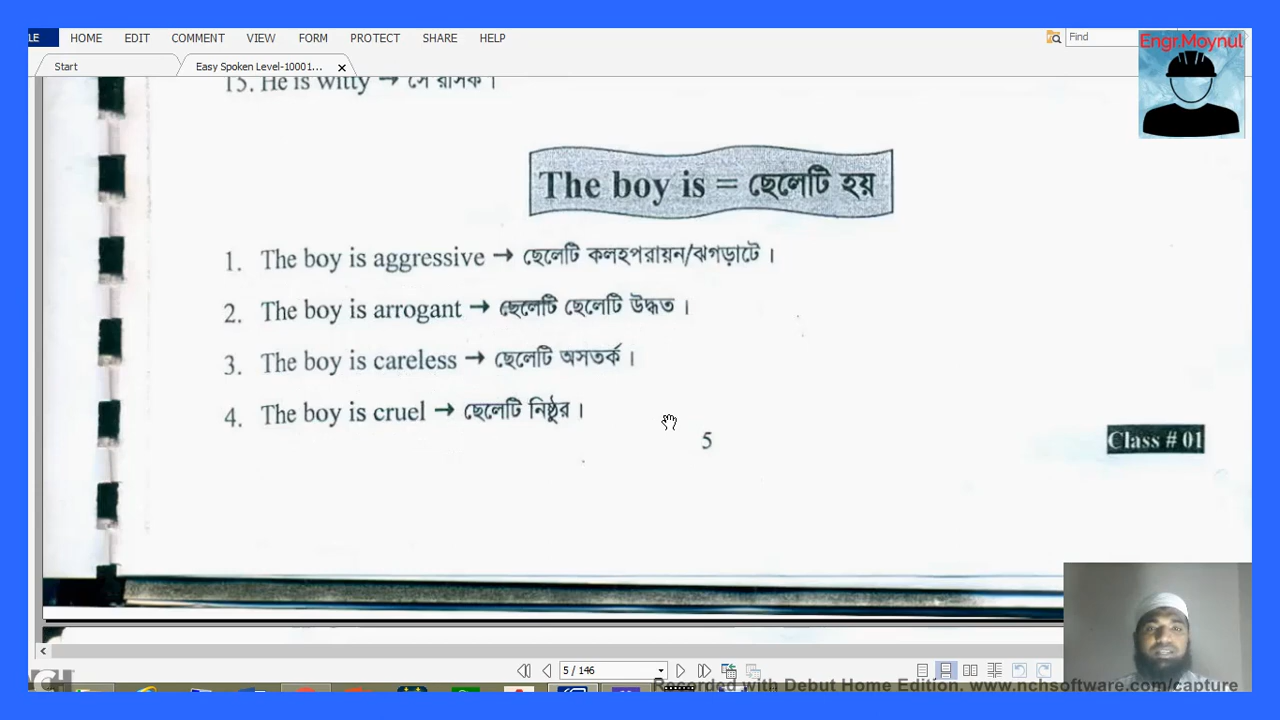 LE HOME EDIT COMMENT VIEW FORM PROTECT SHARE HELP
Find
Engr.Moynul
Start Easy Spoken Level-10001...
15. He is witty → সে রসিক।
The boy is = ছেলেটি হয়
1. The boy is aggressive → ছেলেটি কলহপরায়ন/ঝগড়াটে।
2. The boy is arrogant → ছেলেটি ছেলেটি উদ্ধত।
3. The boy is careless → ছেলেটি অসতর্ক।
4. The boy is cruel → ছেলেটি নিষ্ঠুর।
5
Class # 01
5 / 146
Recorded with Debut Home Edition. www.nchsoftware.com/capture